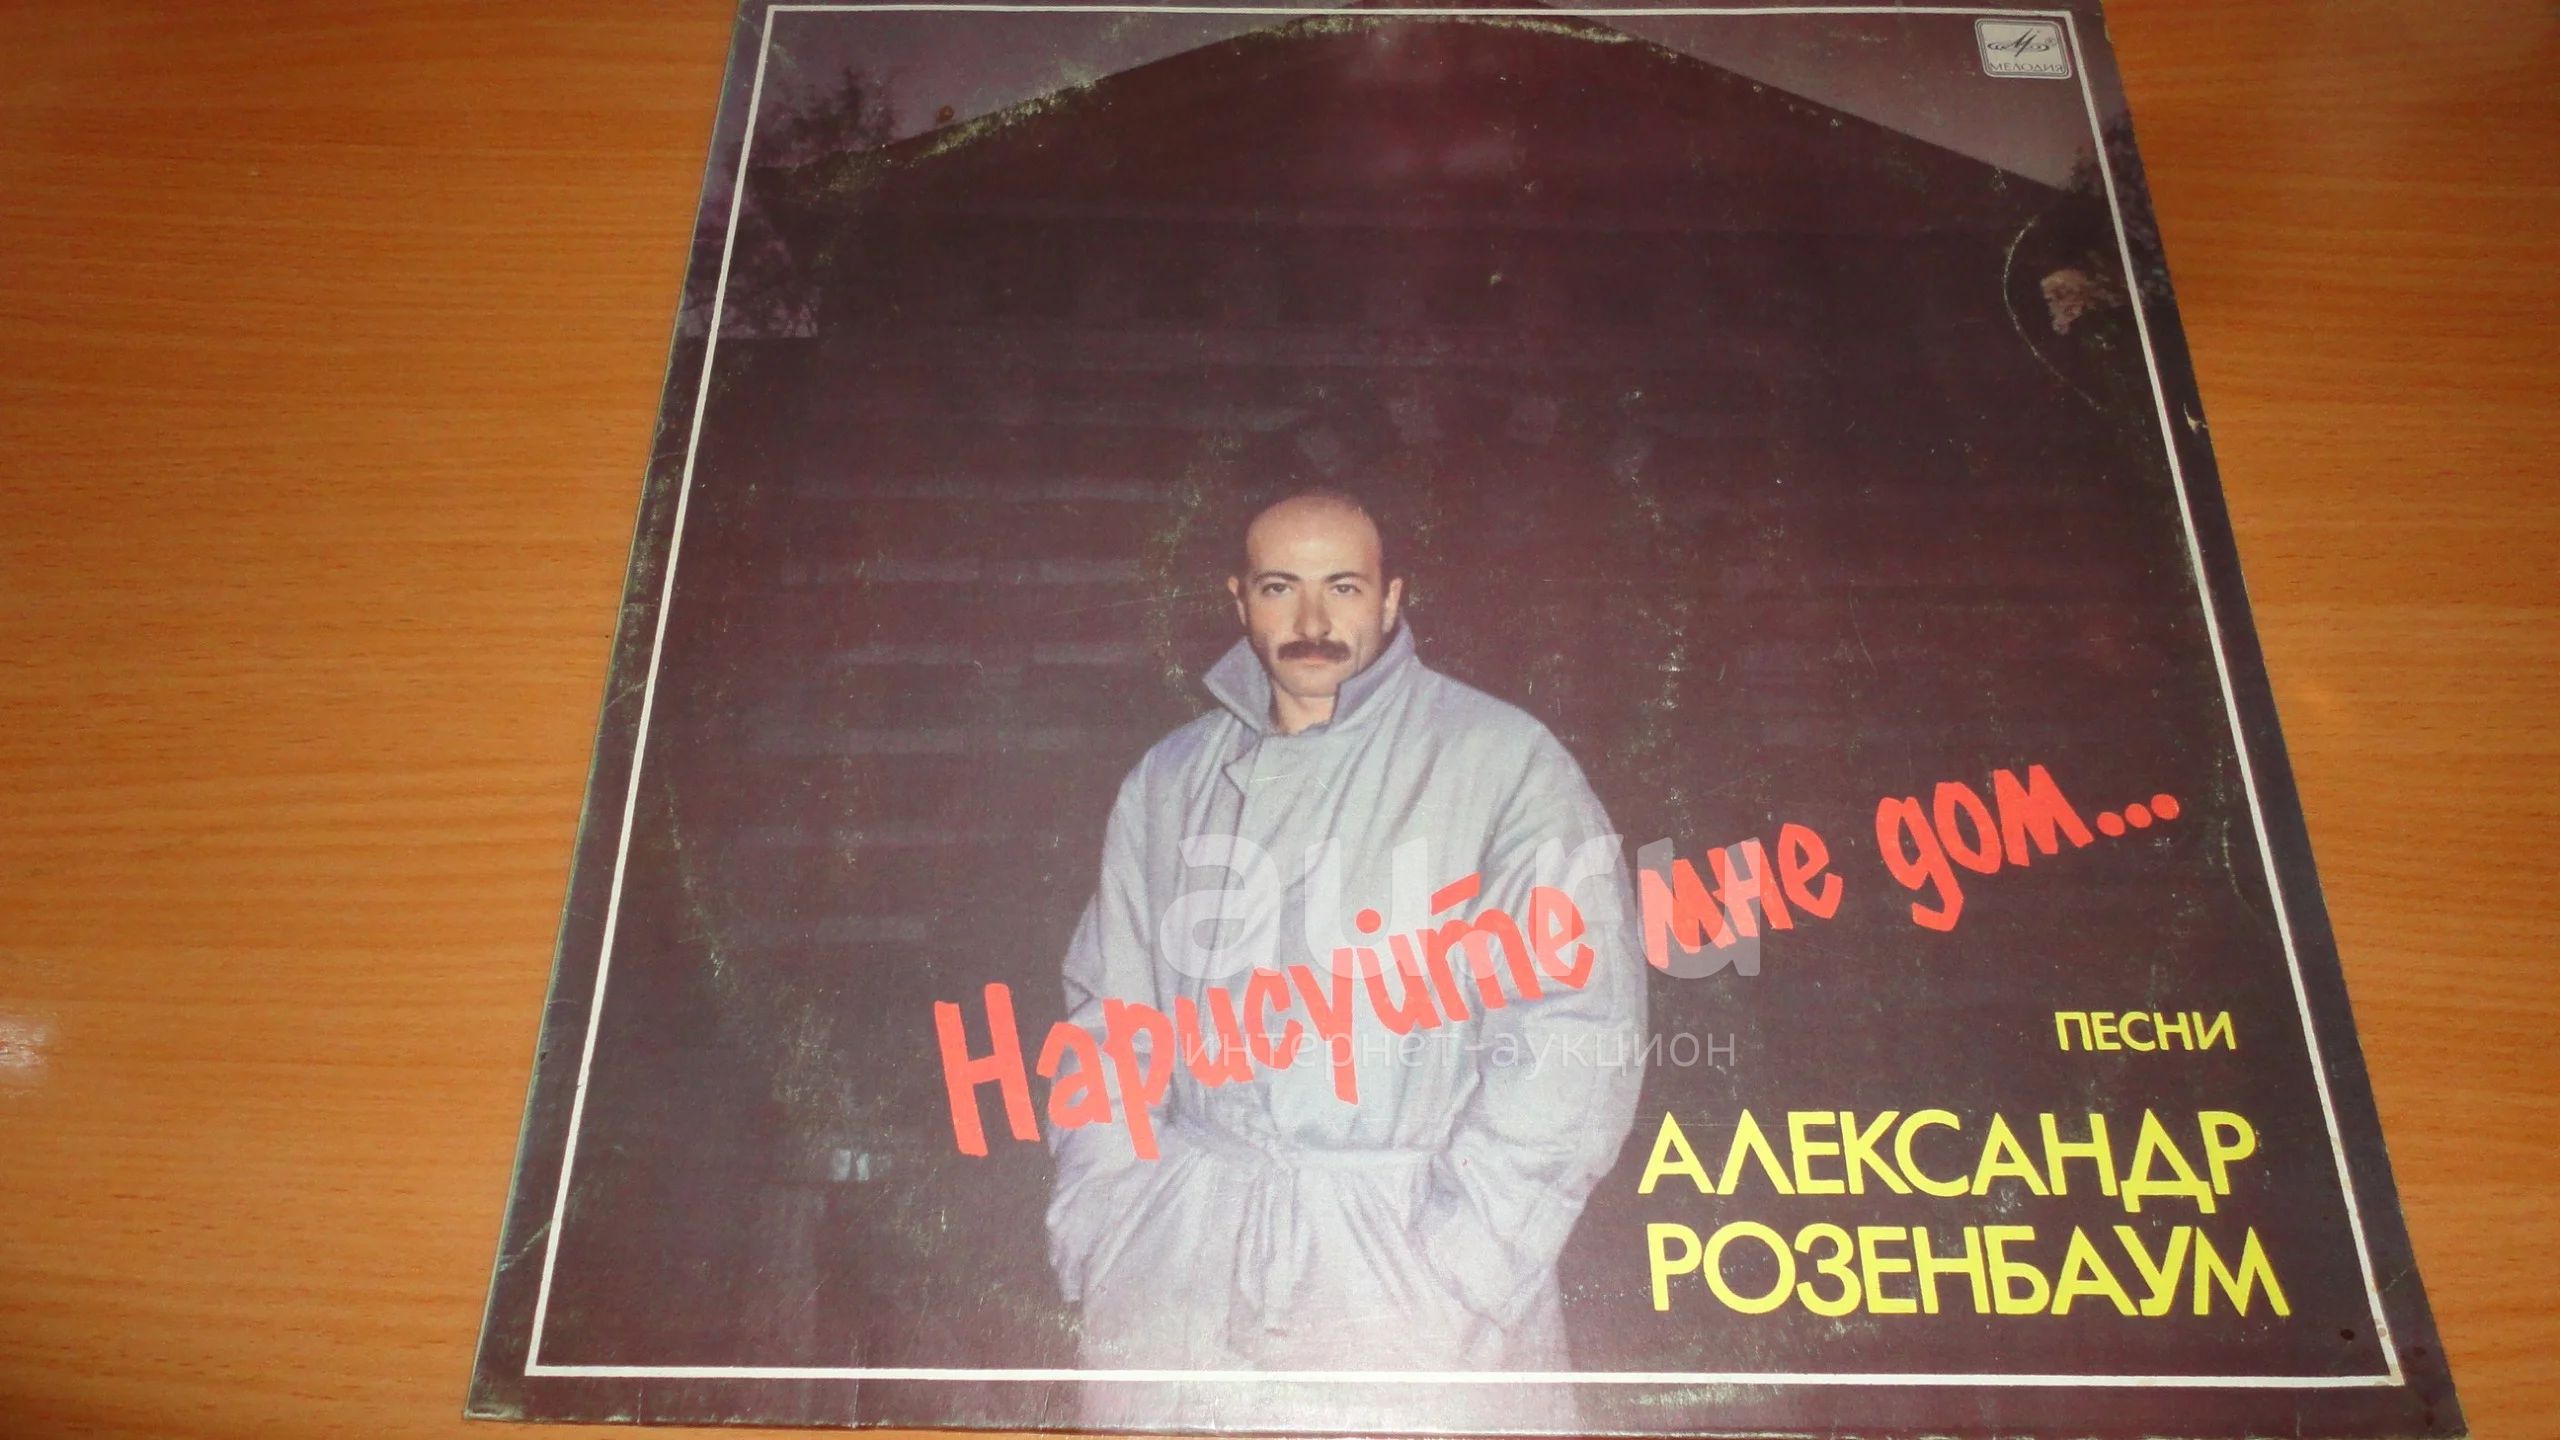 МЕЛОДИЯ
Нарисуйте мне дом...
au.ru
интернет-аукцион
ПЕСНИ
АЛЕКСАНДР
РОЗЕНБАУМ